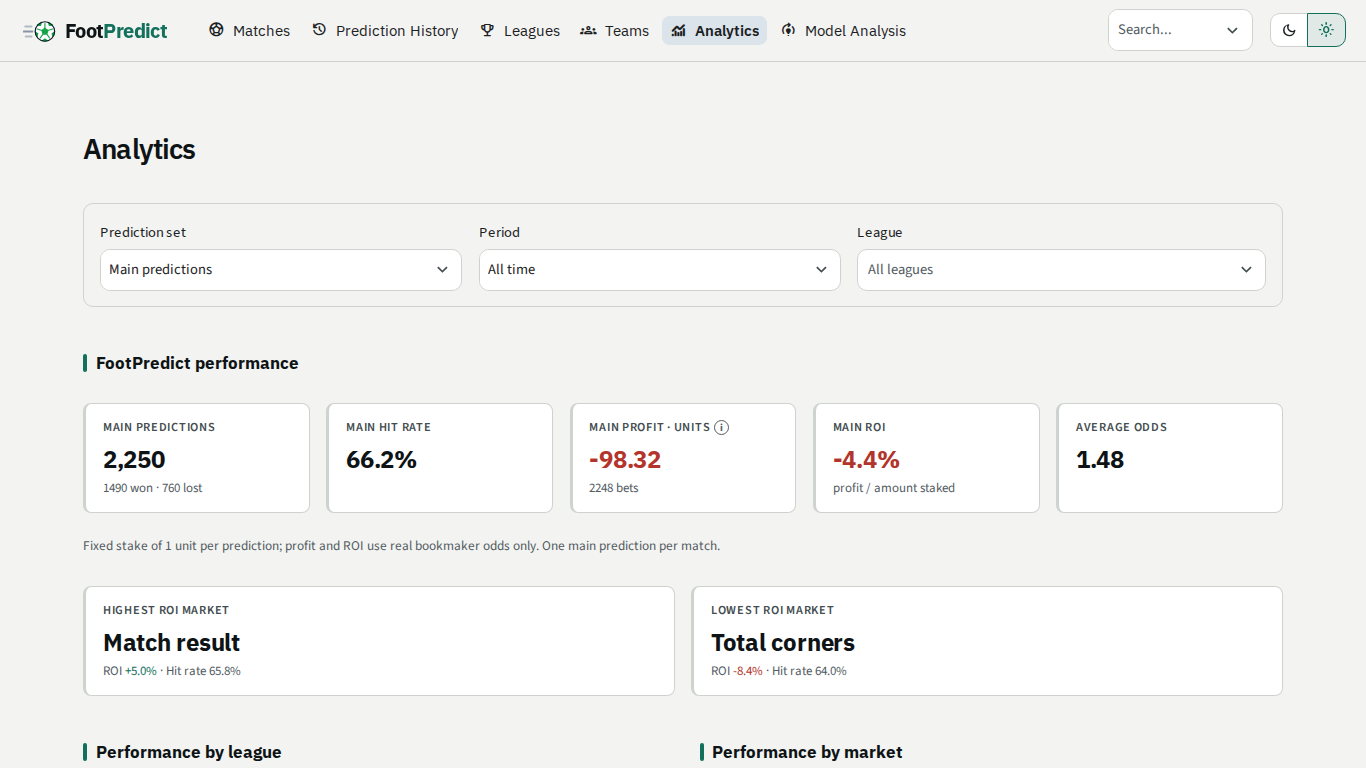 FootPredict
Matches
Prediction History
Leagues
Teams
Analytics
Model Analysis
Search...
Analytics
Prediction set
Period
League
Main predictions
All time
All leagues
FootPredict performance
MAIN PREDICTIONS
2,250
1490 won · 760 lost
MAIN HIT RATE
66.2%
MAIN PROFIT · UNITS
-98.32
2248 bets
MAIN ROI
-4.4%
profit / amount staked
AVERAGE ODDS
1.48
Fixed stake of 1 unit per prediction; profit and ROI use real bookmaker odds only. One main prediction per match.
HIGHEST ROI MARKET
Match result
ROI +5.0% · Hit rate 65.8%
LOWEST ROI MARKET
Total corners
ROI -8.4% · Hit rate 64.0%
Performance by league
Performance by market